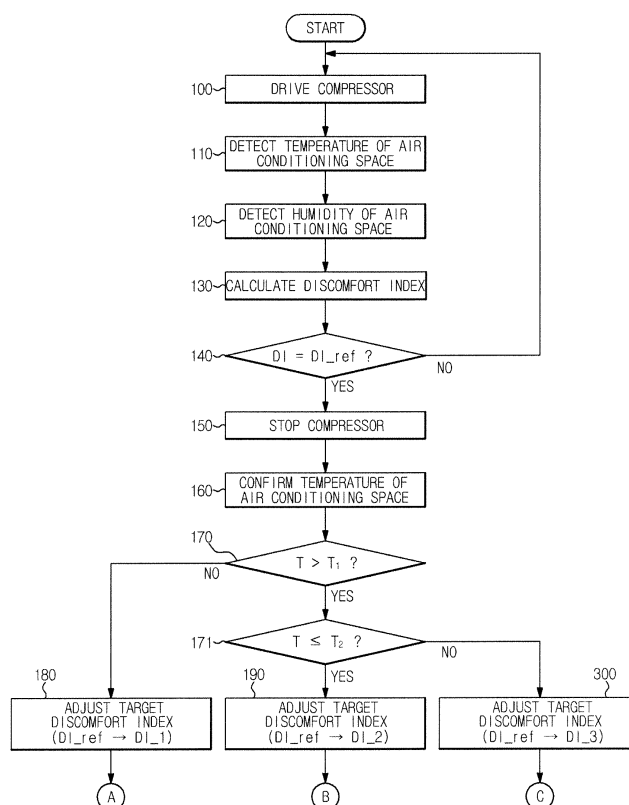 START
100
DRIVE COMPRESSOR
110
DETECT TEMPERATURE OF AIR
CONDITIONING SPACE
120
DETECT HUMIDITY OF AIR
CONDITIONING SPACE
130
CALCULATE DISCOMFORT INDEX
140
DI = DI_ref ?
NO
YES
150
STOP COMPRESSOR
160
CONFIRM TEMPERATURE OF
AIR CONDITIONING SPACE
170
T > T₁ ?
NO
YES
171
T ≤ T₂ ?
NO
YES
180
ADJUST TARGET
DISCOMFORT INDEX
(DI_ref → DI_1)
190
ADJUST TARGET
DISCOMFORT INDEX
(DI_ref → DI_2)
300
ADJUST TARGET
DISCOMFORT INDEX
(DI_ref → DI_3)
A
B
C